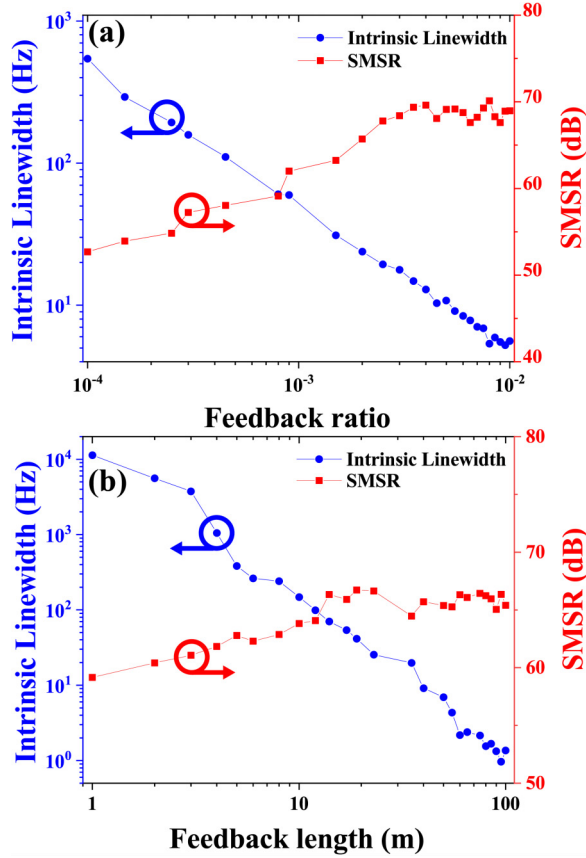 (a)
Intrinsic Linewidth
SMSR
Intrinsic Linewidth (Hz)
10³
10²
10¹
80
70
60
50
40
SMSR (dB)
10⁻⁴
10⁻³
10⁻²
Feedback ratio
(b)
Intrinsic Linewidth
SMSR
Intrinsic Linewidth (Hz)
10⁴
10³
10²
10¹
10⁰
80
70
60
50
SMSR (dB)
1
10
100
Feedback length (m)